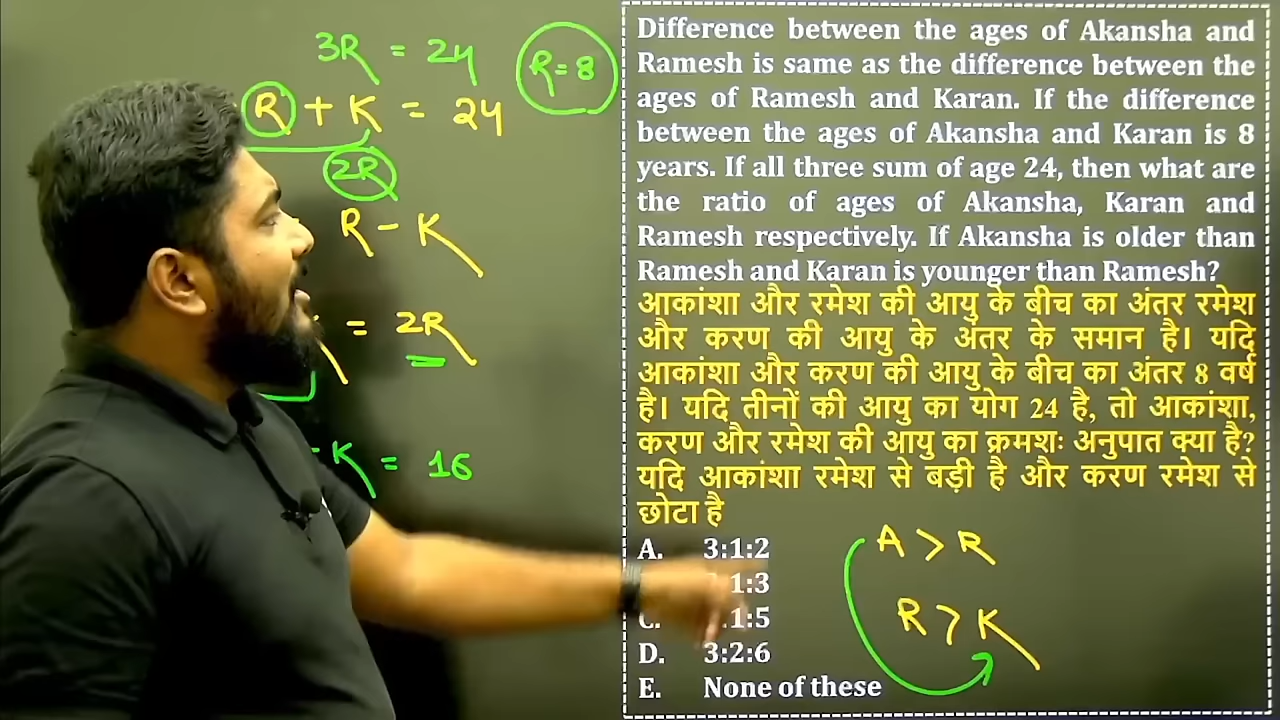 3R = 24
R = 8
R + K = 24
2R
R - K
= 2R
- K = 16
Difference between the ages of Akansha and
Ramesh is same as the difference between the
ages of Ramesh and Karan. If the difference
between the ages of Akansha and Karan is 8
years. If all three sum of age 24, then what are
the ratio of ages of Akansha, Karan and
Ramesh respectively. If Akansha is older than
Ramesh and Karan is younger than Ramesh?
आकांशा और रमेश की आयु के बीच का अंतर रमेश
और करण की आयु के अंतर के समान है। यदि
आकांशा और करण की आयु के बीच का अंतर 8 वर्ष
है। यदि तीनों की आयु का योग 24 है, तो आकांशा,
करण और रमेश की आयु का क्रमशः अनुपात क्या है?
यदि आकांशा रमेश से बड़ी है और करण रमेश से
छोटा है
A. 3:1:2
1:3
C. 1:5
D. 3:2:6
E. None of these
A > R
R > K